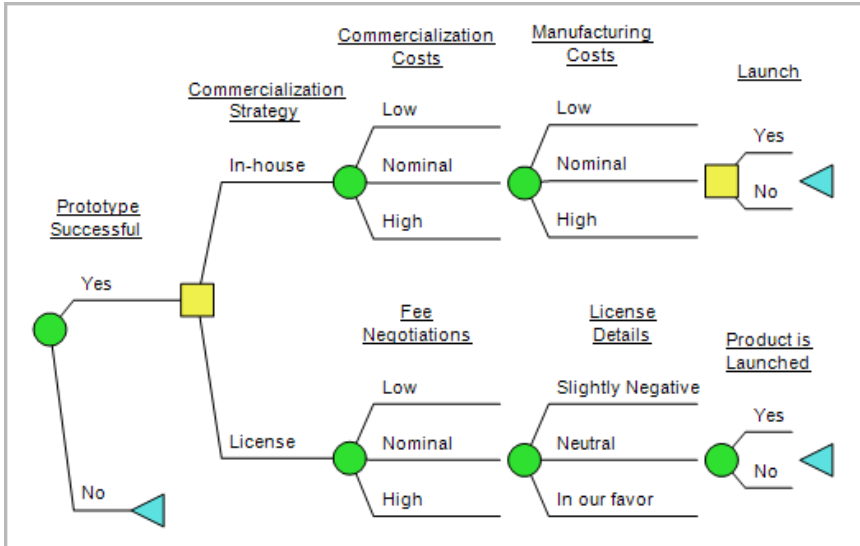 Commercialization
Costs
Manufacturing
Costs
Launch
Commercialization
Strategy
Low
Low
Yes
In-house
Nominal
Nominal
No
Prototype
Successful
High
High
Yes
Fee
Negotiations
License
Details
Product is
Launched
Low
Slightly Negative
Yes
License
Nominal
Neutral
No
No
High
In our favor